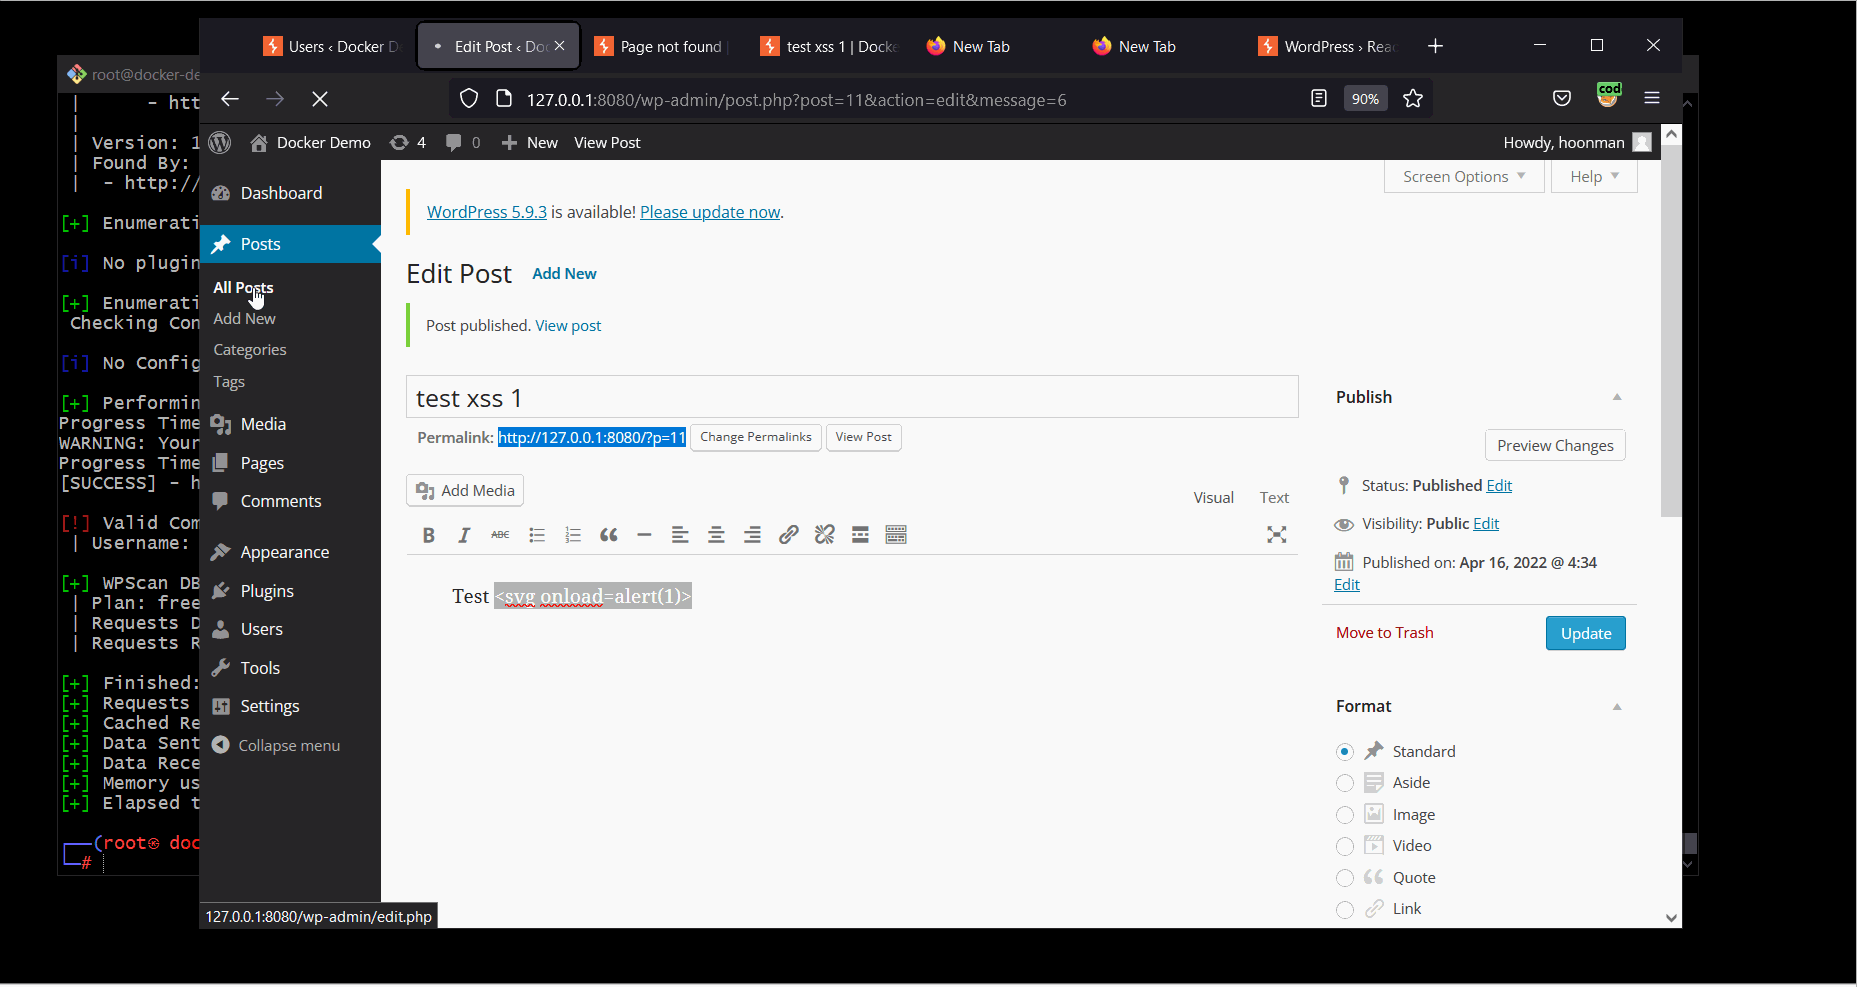 Users ‹ Docker D
Edit Post ‹ Doc
Page not found
test xss 1 | Docke
New Tab
New Tab
WordPress › Rea
root@docker-de
127.0.0.1:8080/wp-admin/post.php?post=11&action=edit&message=6
90%
cod
Docker Demo
4
0
New
View Post
Howdy, hoonman
| - htt
|
| Version: 1
| Found By:
| - http://
[+] Enumerati
[i] No plugin
[+] Enumerati
Checking Con
[i] No Config
[+] Performin
Progress Time
WARNING: Your
Progress Time
[SUCCESS] - h
[!] Valid Com
| Username:
[+] WPScan DB
| Plan: free
| Requests D
| Requests R
[+] Finished:
[+] Requests
[+] Cached Re
[+] Data Sent
[+] Data Rece
[+] Memory us
[+] Elapsed t
(root㉿ doc
#
Dashboard
Posts
All Posts
Add New
Categories
Tags
Media
Pages
Comments
Appearance
Plugins
Users
Tools
Settings
Collapse menu
127.0.0.1:8080/wp-admin/edit.php
Screen Options
Help
WordPress 5.9.3 is available! Please update now.
Edit Post Add New
Post published. View post
test xss 1
Permalink: http://127.0.0.1:8080/?p=11 Change Permalinks View Post
Add Media
Visual Text
B I ABC
Test <svg onload=alert(1)>
Publish
Preview Changes
Status: Published Edit
Visibility: Public Edit
Published on: Apr 16, 2022 @ 4:34
Edit
Move to Trash
Update
Format
Standard
Aside
Image
Video
Quote
Link